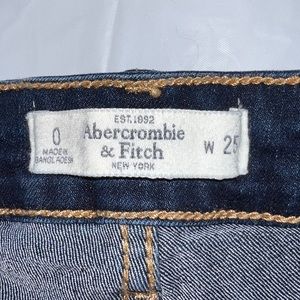 EST.1892
0
Abercrombie
MADE IN
BANGLADESH
& Fitch
W 25
NEW YORK